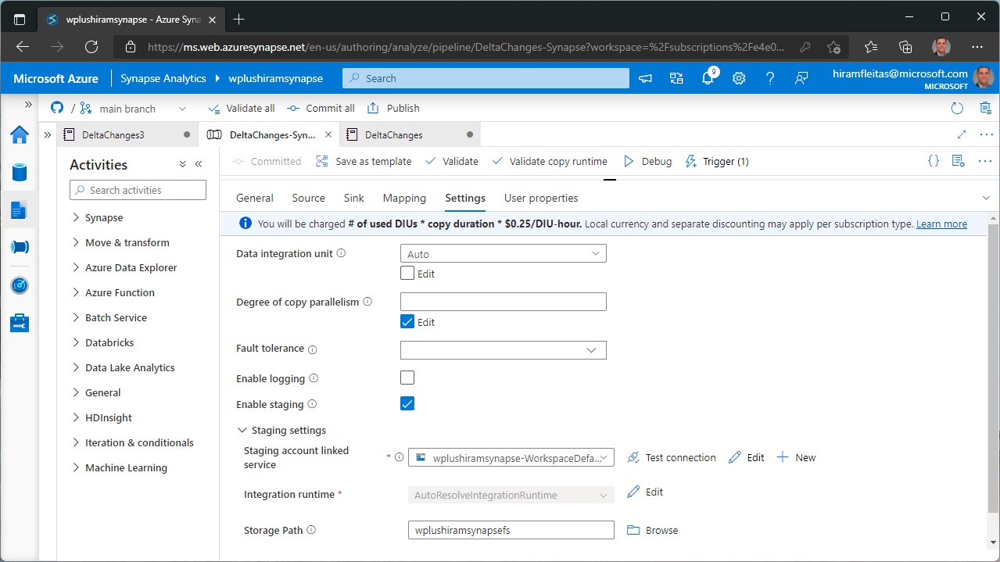 wplushiramsynapse - Azure Syna
https://ms.web.azuresynapse.net/en-us/authoring/analyze/pipeline/DeltaChanges-Synapse?workspace=%2Fsubscriptions%2Fe4e0...
Microsoft Azure
Synapse Analytics
wplushiramsynapse
Search
9
hiramfleitas@microsoft.com
MICROSOFT
/
main branch
Validate all
Commit all
Publish
DeltaChanges3
DeltaChanges-Syn...
DeltaChanges
Activities
Search activities
Synapse
Move & transform
Azure Data Explorer
Azure Function
Batch Service
Databricks
Data Lake Analytics
General
HDInsight
Iteration & conditionals
Machine Learning
Committed
Save as template
Validate
Validate copy runtime
Debug
Trigger (1)
General
Source
Sink
Mapping
Settings
User properties
You will be charged # of used DIUs * copy duration * $0.25/DIU-hour. Local currency and separate discounting may apply per subscription type. Learn more
Data integration unit
Auto
Edit
Degree of copy parallelism
Edit
Fault tolerance
Enable logging
Enable staging
Staging settings
Staging account linked
service
*
wplushiramsynapse-WorkspaceDefa...
Test connection
Edit
New
Integration runtime *
AutoResolveIntegrationRuntime
Edit
Storage Path
wplushiramsynapsefs
Browse